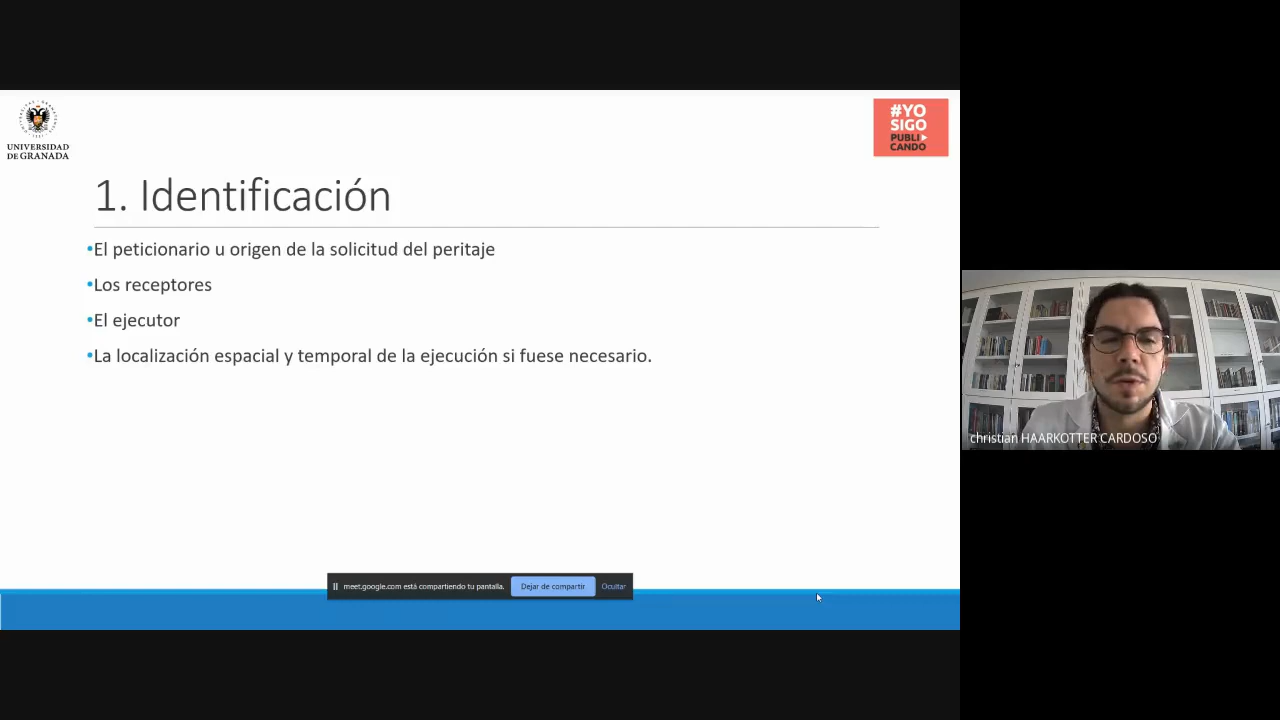 UNIVERSIDAD
DE GRANADA
#YO
SIGO
PUBLI
CANDO
1. Identificación
•El peticionario u origen de la solicitud del peritaje
•Los receptores
•El ejecutor
•La localización espacial y temporal de la ejecución si fuese necesario.
christian HAARKOTTER CARDOSO
meet.google.com está compartiendo tu pantalla. Dejar de compartir Ocultar